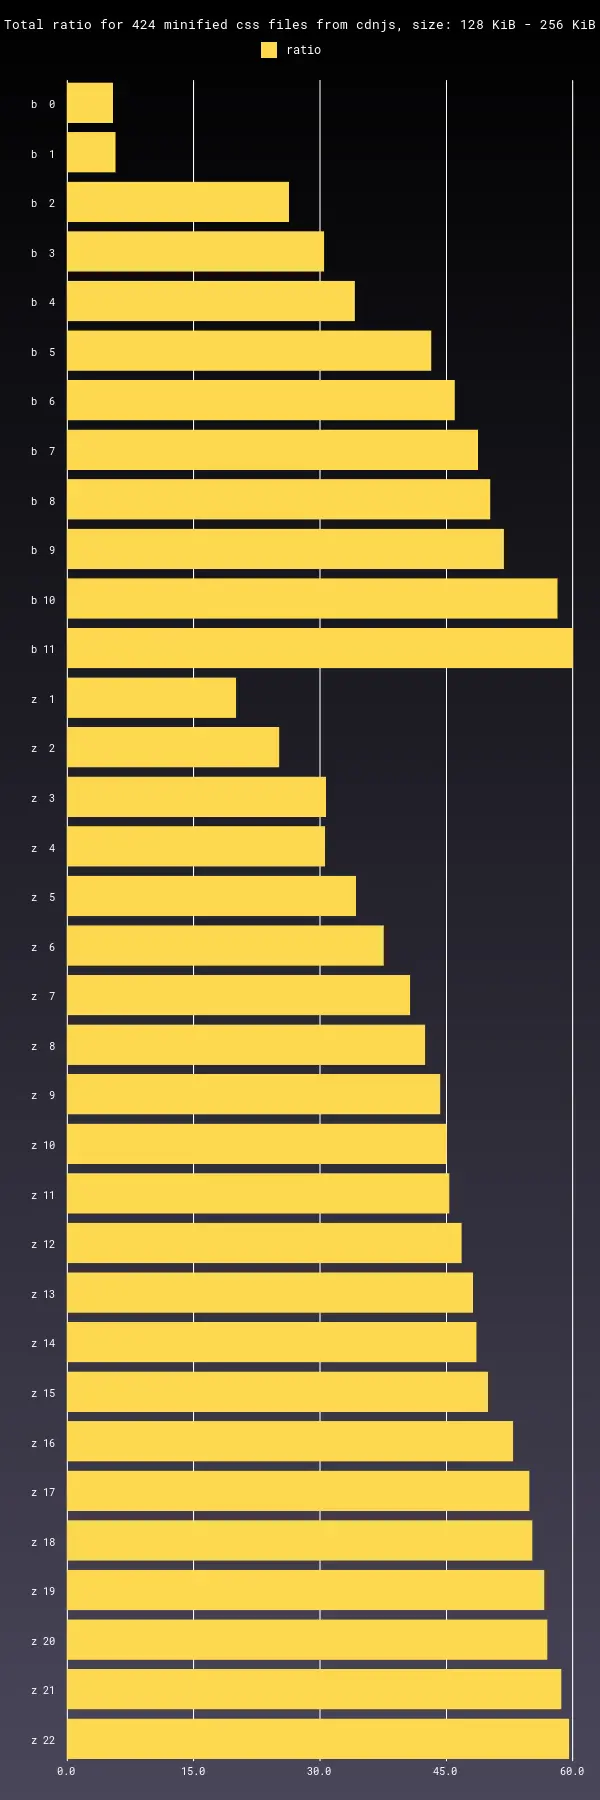 Total ratio for 424 minified css files from cdnjs, size: 128 KiB - 256 KiB
ratio
b 0
b 1
b 2
b 3
b 4
b 5
b 6
b 7
b 8
b 9
b 10
b 11
z 1
z 2
z 3
z 4
z 5
z 6
z 7
z 8
z 9
z 10
z 11
z 12
z 13
z 14
z 15
z 16
z 17
z 18
z 19
z 20
z 21
z 22
0.0 15.0 30.0 45.0 60.0